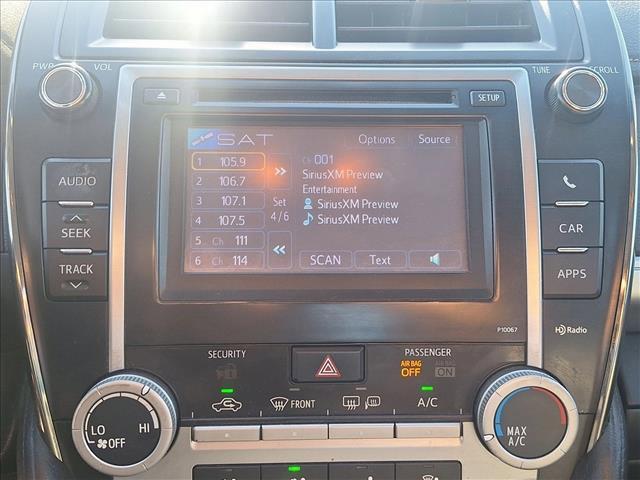 PWR VOL
TUNE SCROLL
SETUP
SAT Options Source
1 105.9
2 106.7
3 107.1
4 107.5
5 Ch 111
6 Ch 114
Set
4/6
Ch 001
SiriusXM Preview
Entertainment
SiriusXM Preview
SiriusXM Preview
SCAN Text
AUDIO
SEEK
TRACK
CAR
APPS
P10067
HD Radio
SECURITY
PASSENGER
AIR BAG OFF
AIR BAG ON
FRONT
A/C
LO HI
OFF
MAX
A/C